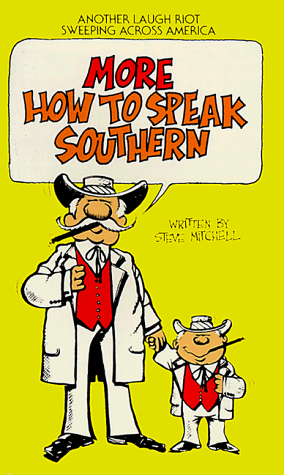 ANOTHER LAUGH RIOT
SWEEPING ACROSS AMERICA
MORE
HOW TO SPEAK
SOUTHERN
WRITTEN BY
STEVE MITCHELL